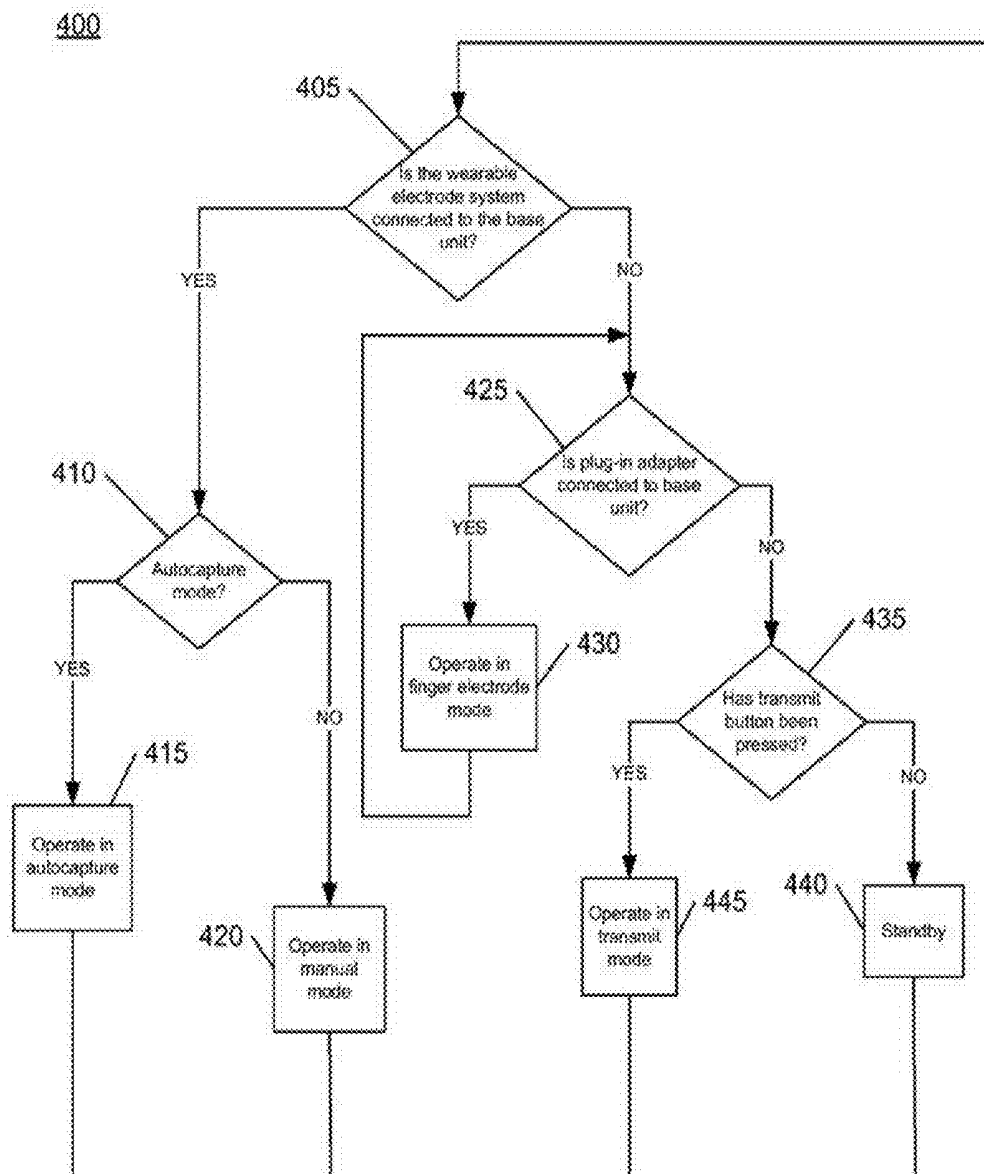 400
405
Is the wearable
electrode system
connected to the base
unit?
YES
NO
425
Is plug-in adapter
connected to base
unit?
410
YES
NO
Autocapture
mode?
435
430
Operate in
finger electrode
mode
YES
NO
Has transmit
button been
pressed?
415
YES
NO
Operate in
autocapture
mode
445
440
420
Operate in
manual
mode
Operate in
transmit
mode
Standby